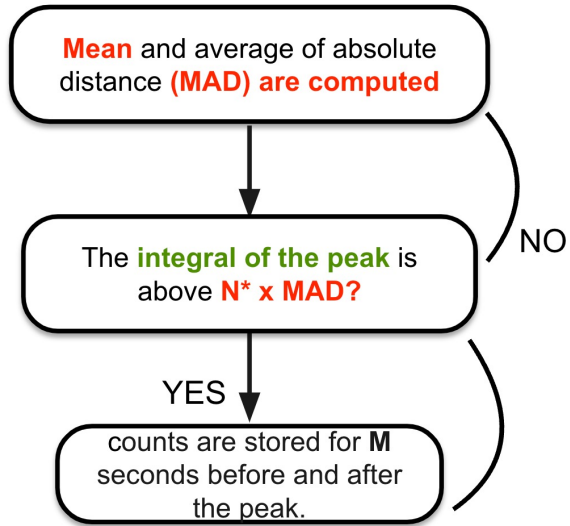 Mean and average of absolute
distance (MAD) are computed
The integral of the peak is
above N* x MAD?
NO
YES
counts are stored for M
seconds before and after
the peak.